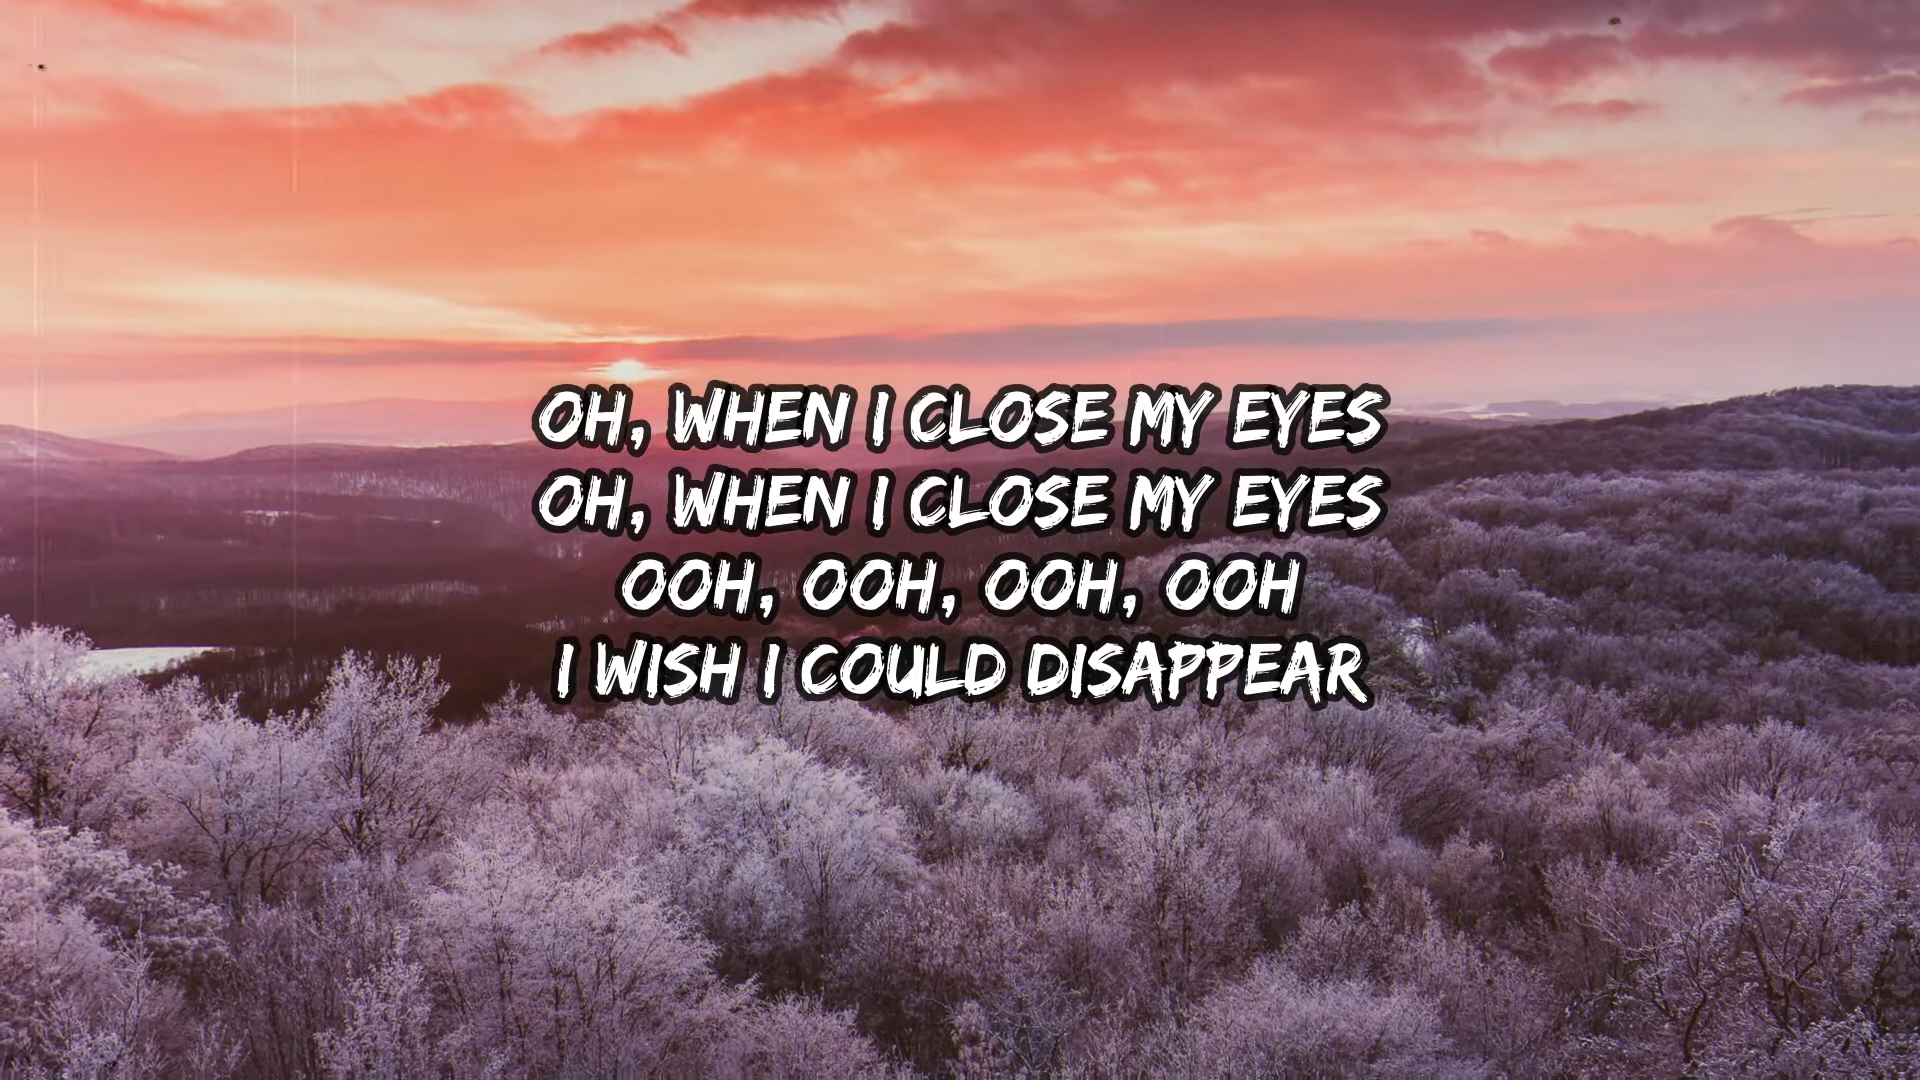 OH, WHEN I CLOSE MY EYES
OH, WHEN I CLOSE MY EYES
OOH, OOH, OOH, OOH
I WISH I COULD DISAPPEAR